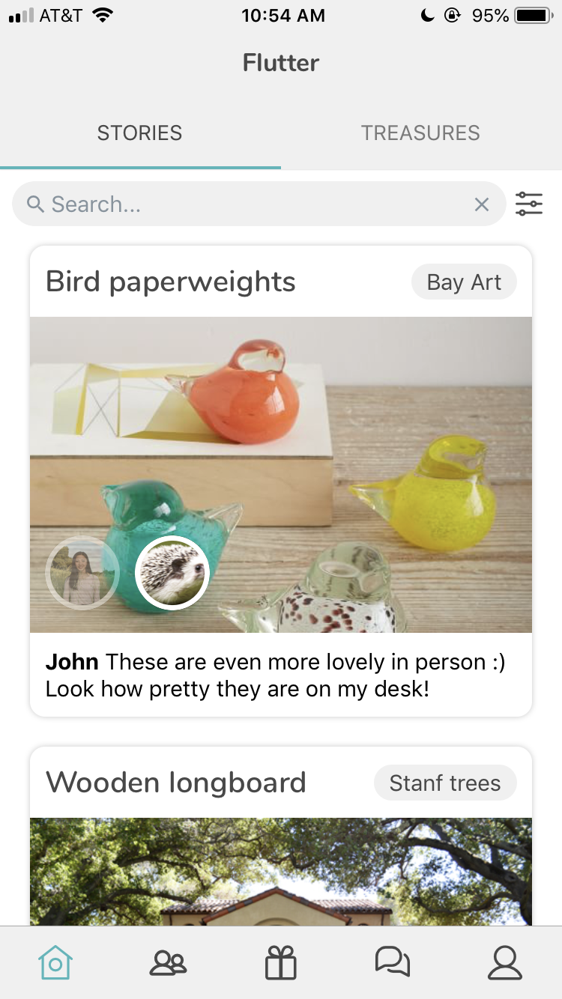 AT&T 10:54 AM 95%
Flutter
STORIES TREASURES
Search...
Bird paperweights Bay Art
John These are even more lovely in person :)
Look how pretty they are on my desk!
Wooden longboard Stanf trees